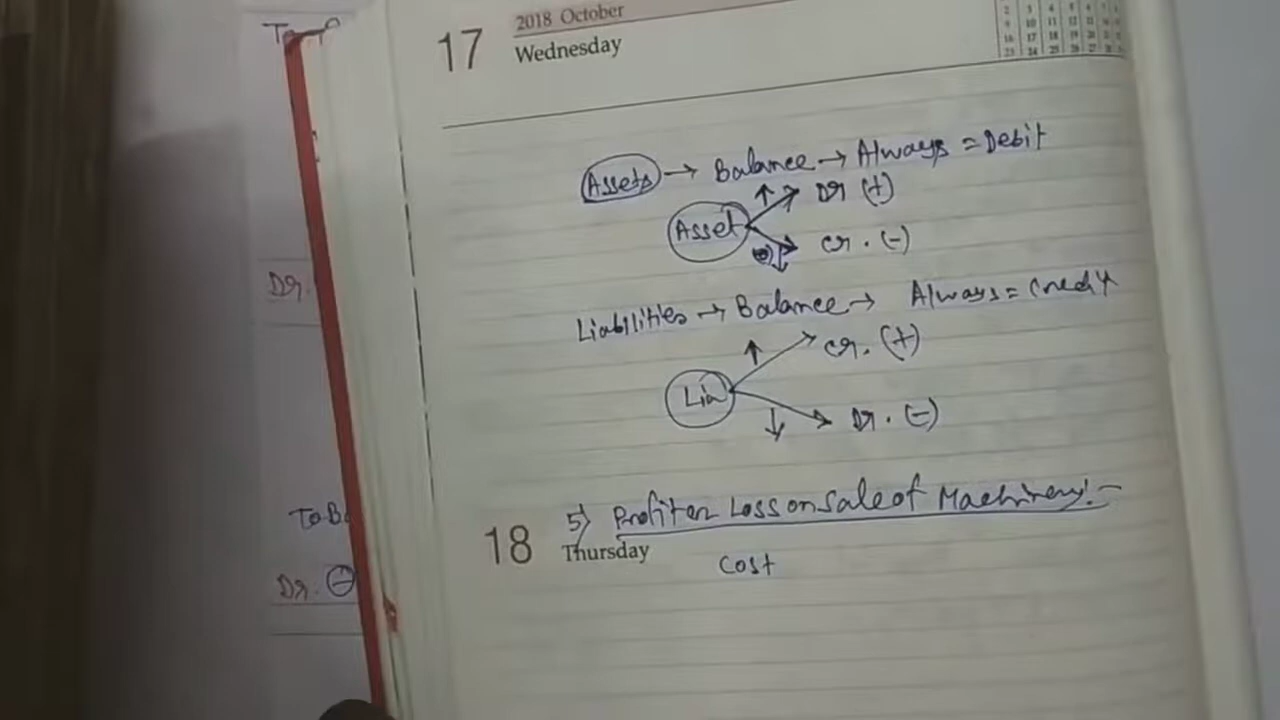 2018 October
17 Wednesday
Assets → Balance → Always = Debit
↑ Dr (+)
Asset
↓ cr. (-)
Liabilities → Balance → Always = credit
↑ cr. (+)
Lia
↓ Dr. (-)
5) Profit or Loss on Sale of Machinery:-
18 Thursday
cost
Dr.
To B
Dr. (-)